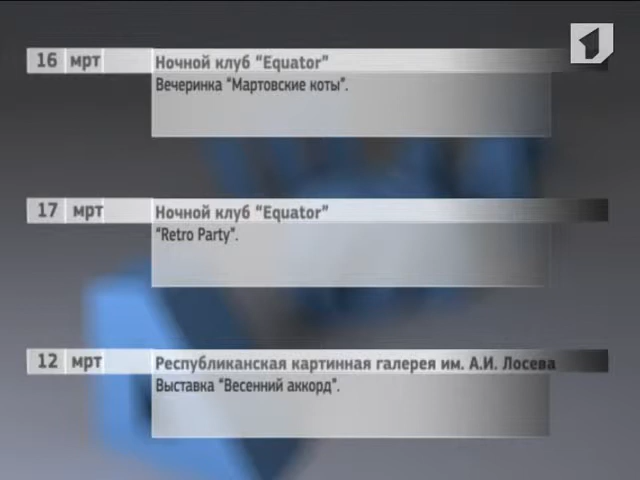 16 мрт Ночной клуб "Equator"
Вечеринка "Мартовские коты".
17 мрт Ночной клуб "Equator"
"Retro Party".
12 мрт Республиканская картинная галерея им. А.И. Лосева
Выставка "Весенний аккорд".